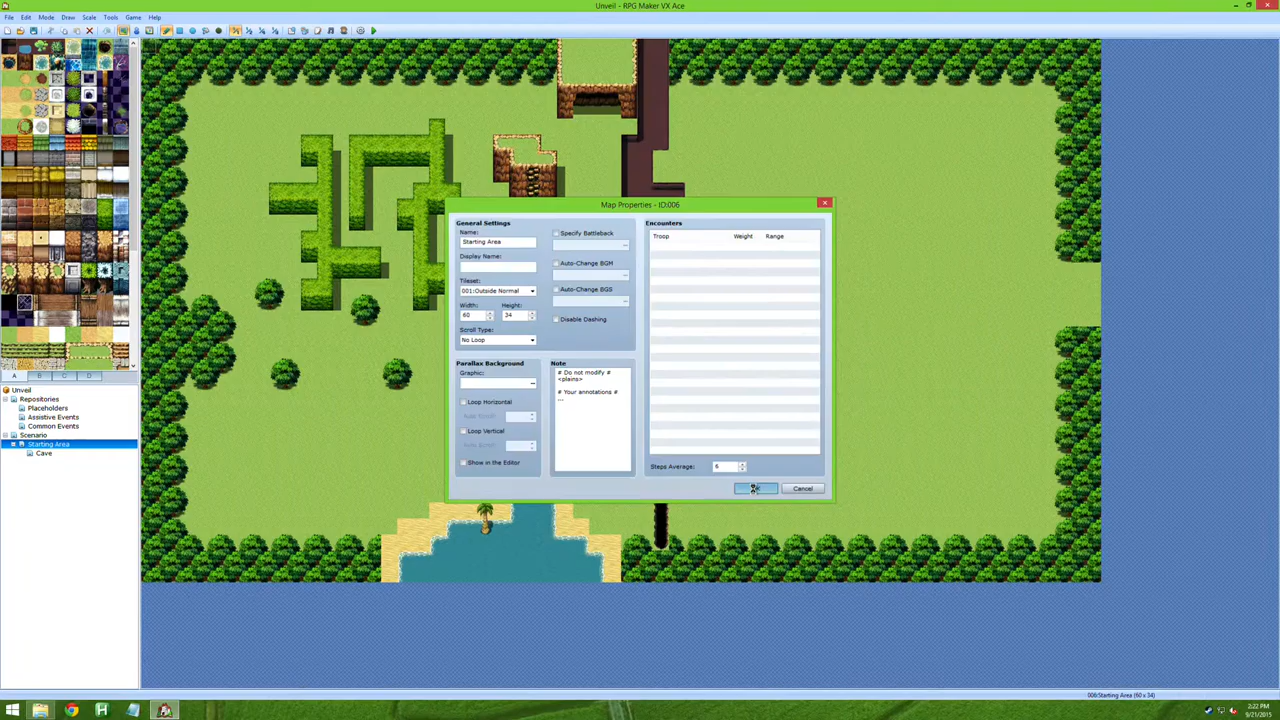 Unveil - RPG Maker VX Ace
File Edit Mode Draw Scale Tools Game Help
Map Properties - ID:006
General Settings
Name:
Starting Area
Display Name:
Tileset:
001:Outside Normal
Width: Height:
60 34
Scroll Type:
No Loop
Specify Battleback
Auto-Change BGM
Auto-Change BGS
Disable Dashing
Parallax Background
Graphic:
Loop Horizontal
Loop Vertical
Show in the Editor
Note
# Do not modify #
<plains>
# Your annotations #
...
Encounters
Troop Weight Range
Steps Average: 6
Cancel
A B C D
Unveil
Repositories
Placeholders
Assistive Events
Common Events
Scenario
Starting Area
Cave
006:Starting Area (60 x 34)
2:22 PM
9/21/2015